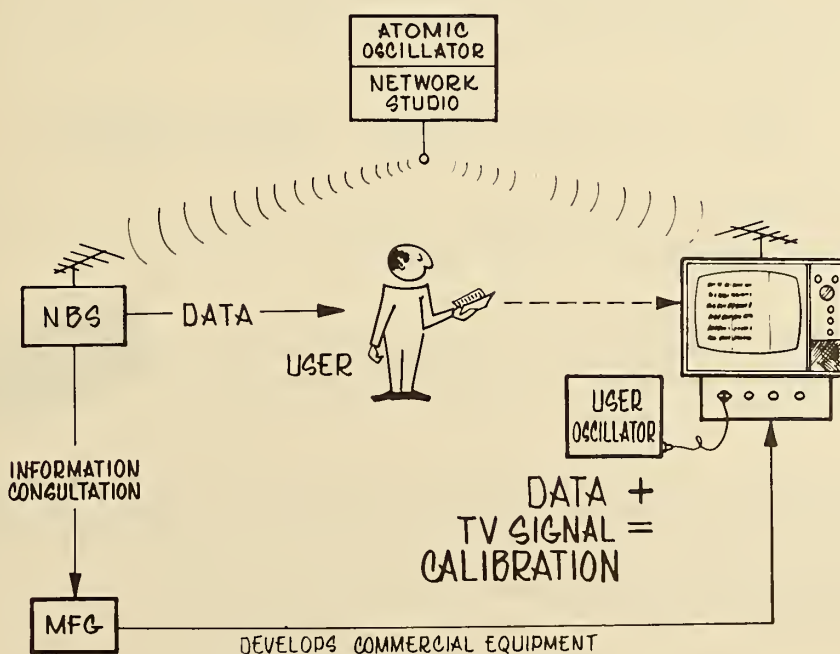 ATOMIC
OSCILLATOR
NETWORK
STUDIO
NBS
DATA
USER
USER
OSCILLATOR
INFORMATION
CONSULTATION
DATA +
TV SIGNAL =
CALIBRATION
MFG
DEVELOPS COMMERCIAL EQUIPMENT